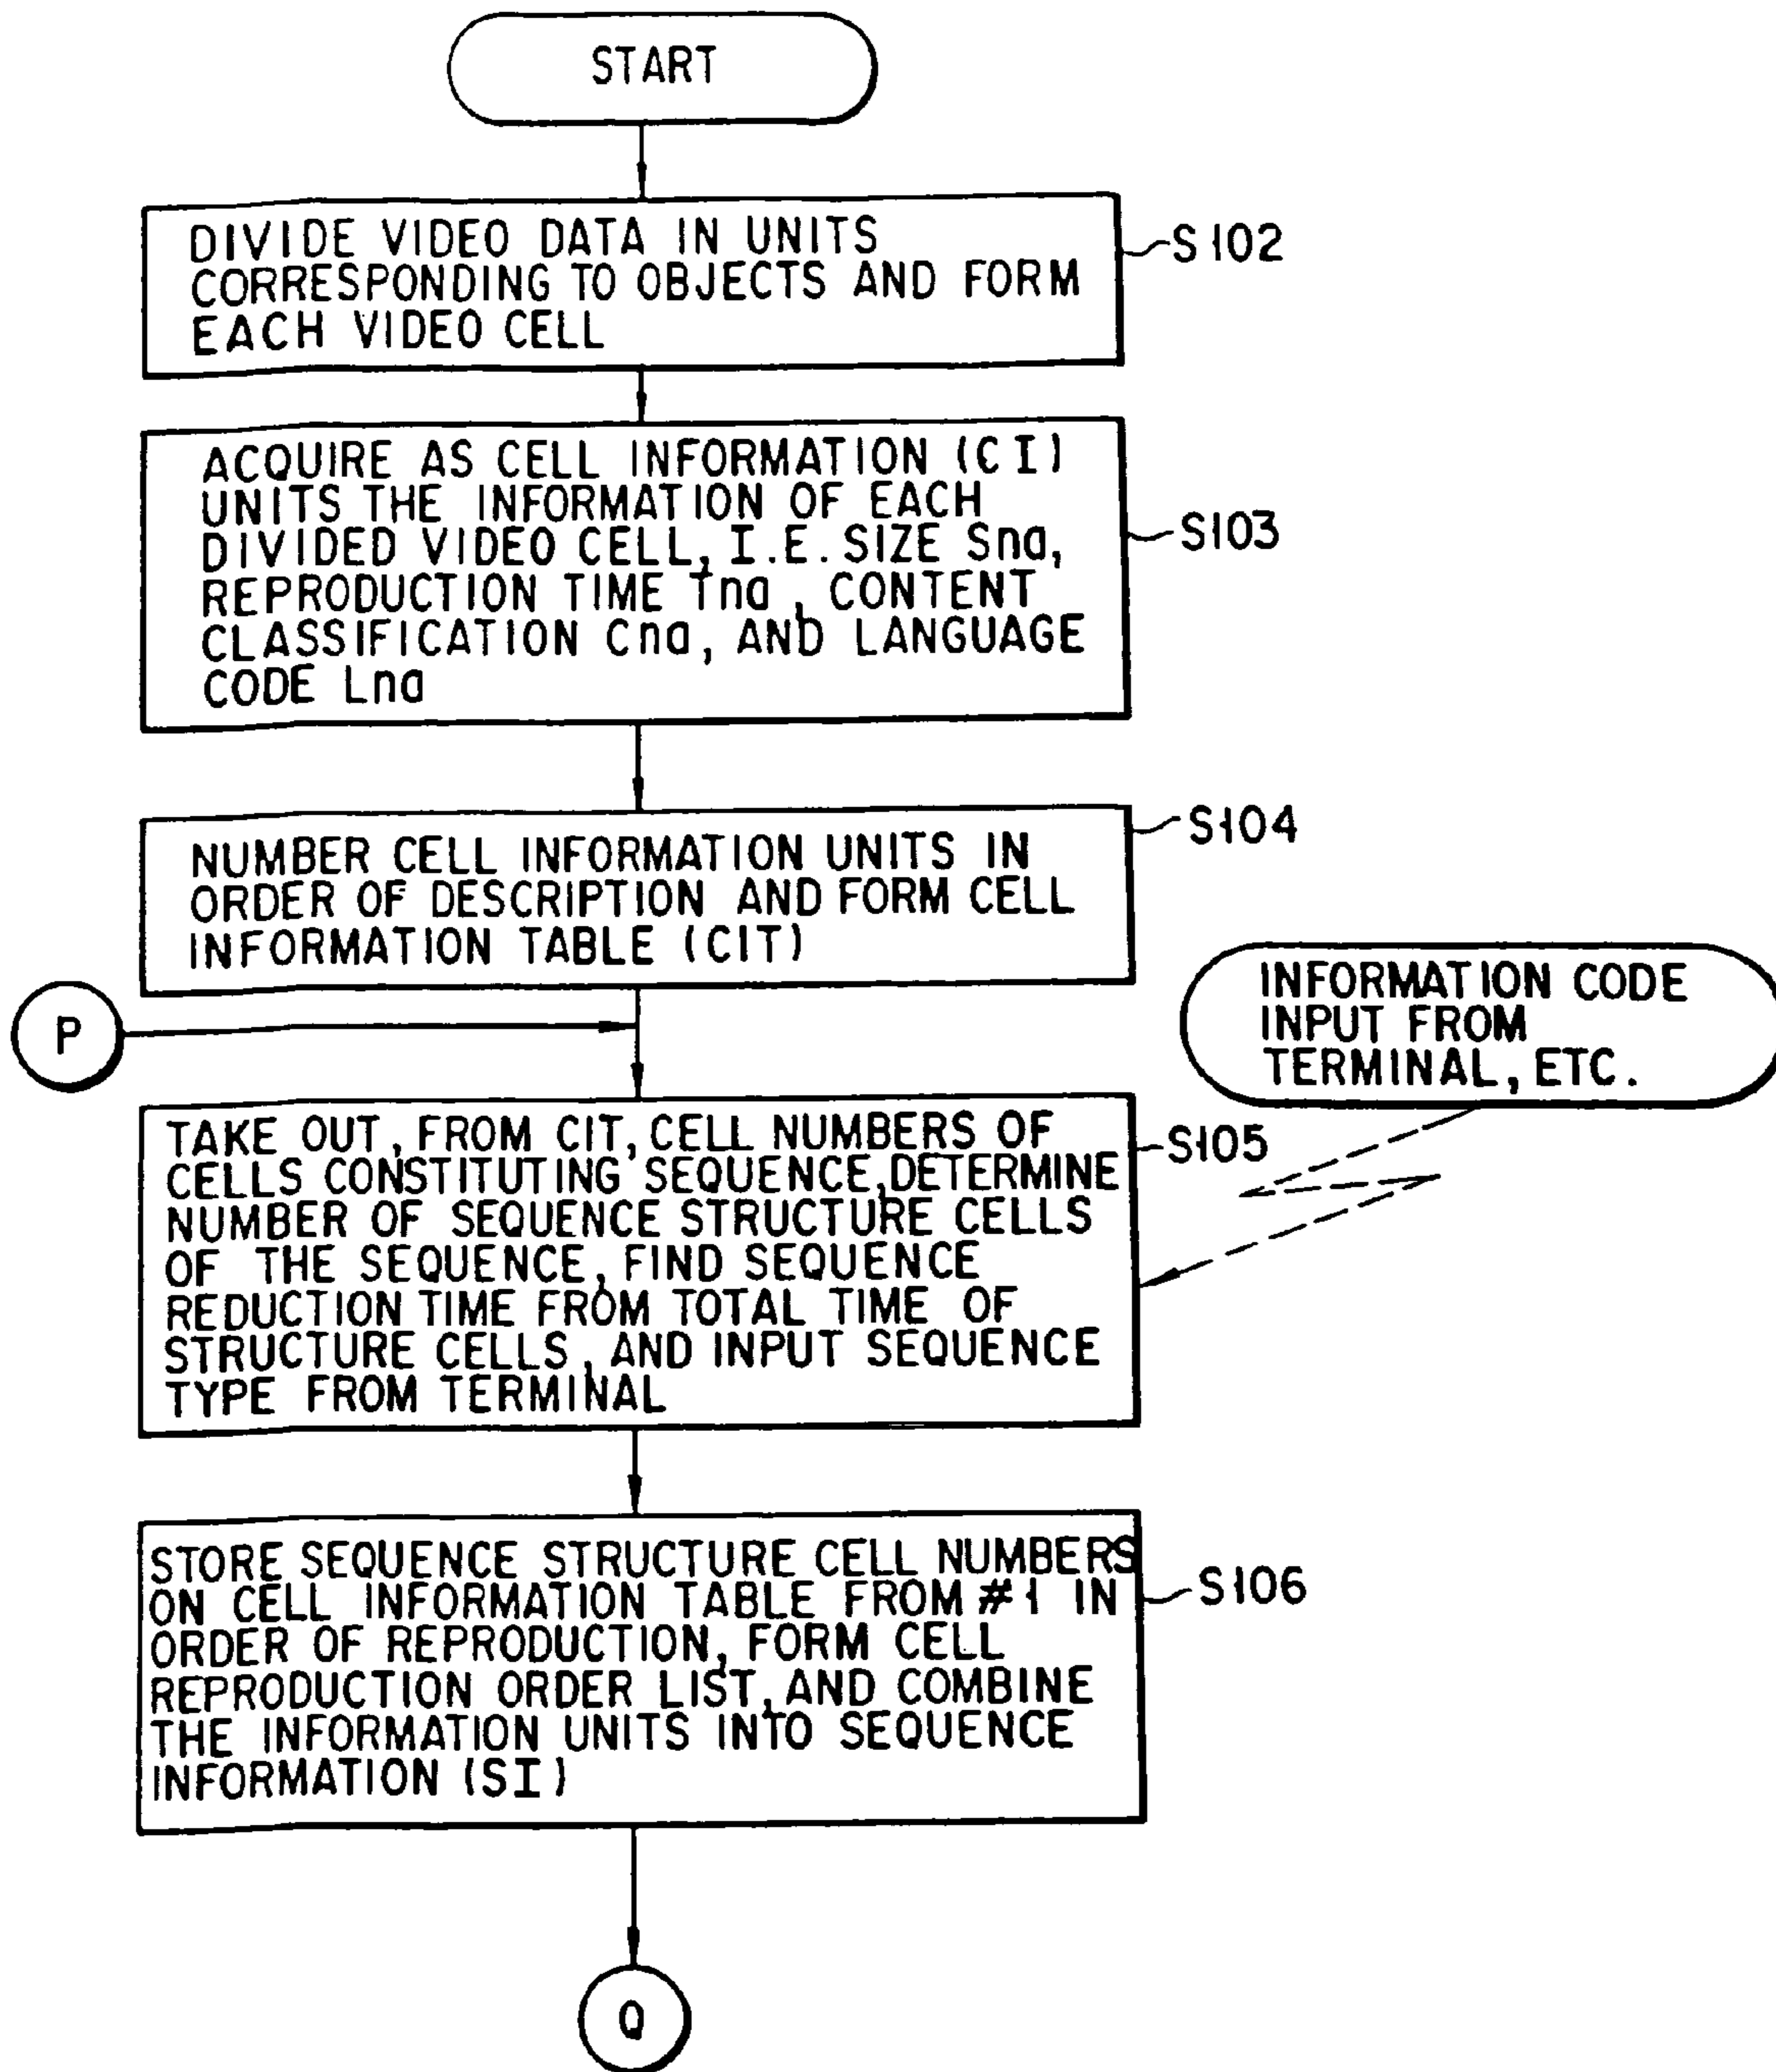 START
DIVIDE VIDEO DATA IN UNITS
CORRESPONDING TO OBJECTS AND FORM
EACH VIDEO CELL
S102
ACQUIRE AS CELL INFORMATION (CI)
UNITS THE INFORMATION OF EACH
DIVIDED VIDEO CELL, I.E. SIZE Sna,
REPRODUCTION TIME Tna, CONTENT
CLASSIFICATION Cna, AND LANGUAGE
CODE Lna
S103
NUMBER CELL INFORMATION UNITS IN
ORDER OF DESCRIPTION AND FORM CELL
INFORMATION TABLE (CIT)
S104
P
INFORMATION CODE
INPUT FROM
TERMINAL, ETC.
TAKE OUT, FROM CIT, CELL NUMBERS OF
CELLS CONSTITUTING SEQUENCE, DETERMINE
NUMBER OF SEQUENCE STRUCTURE CELLS
OF THE SEQUENCE, FIND SEQUENCE
REDUCTION TIME FROM TOTAL TIME OF
STRUCTURE CELLS, AND INPUT SEQUENCE
TYPE FROM TERMINAL
S105
STORE SEQUENCE STRUCTURE CELL NUMBERS
ON CELL INFORMATION TABLE FROM #1 IN
ORDER OF REPRODUCTION, FORM CELL
REPRODUCTION ORDER LIST, AND COMBINE
THE INFORMATION UNITS INTO SEQUENCE
INFORMATION (SI)
S106
Q